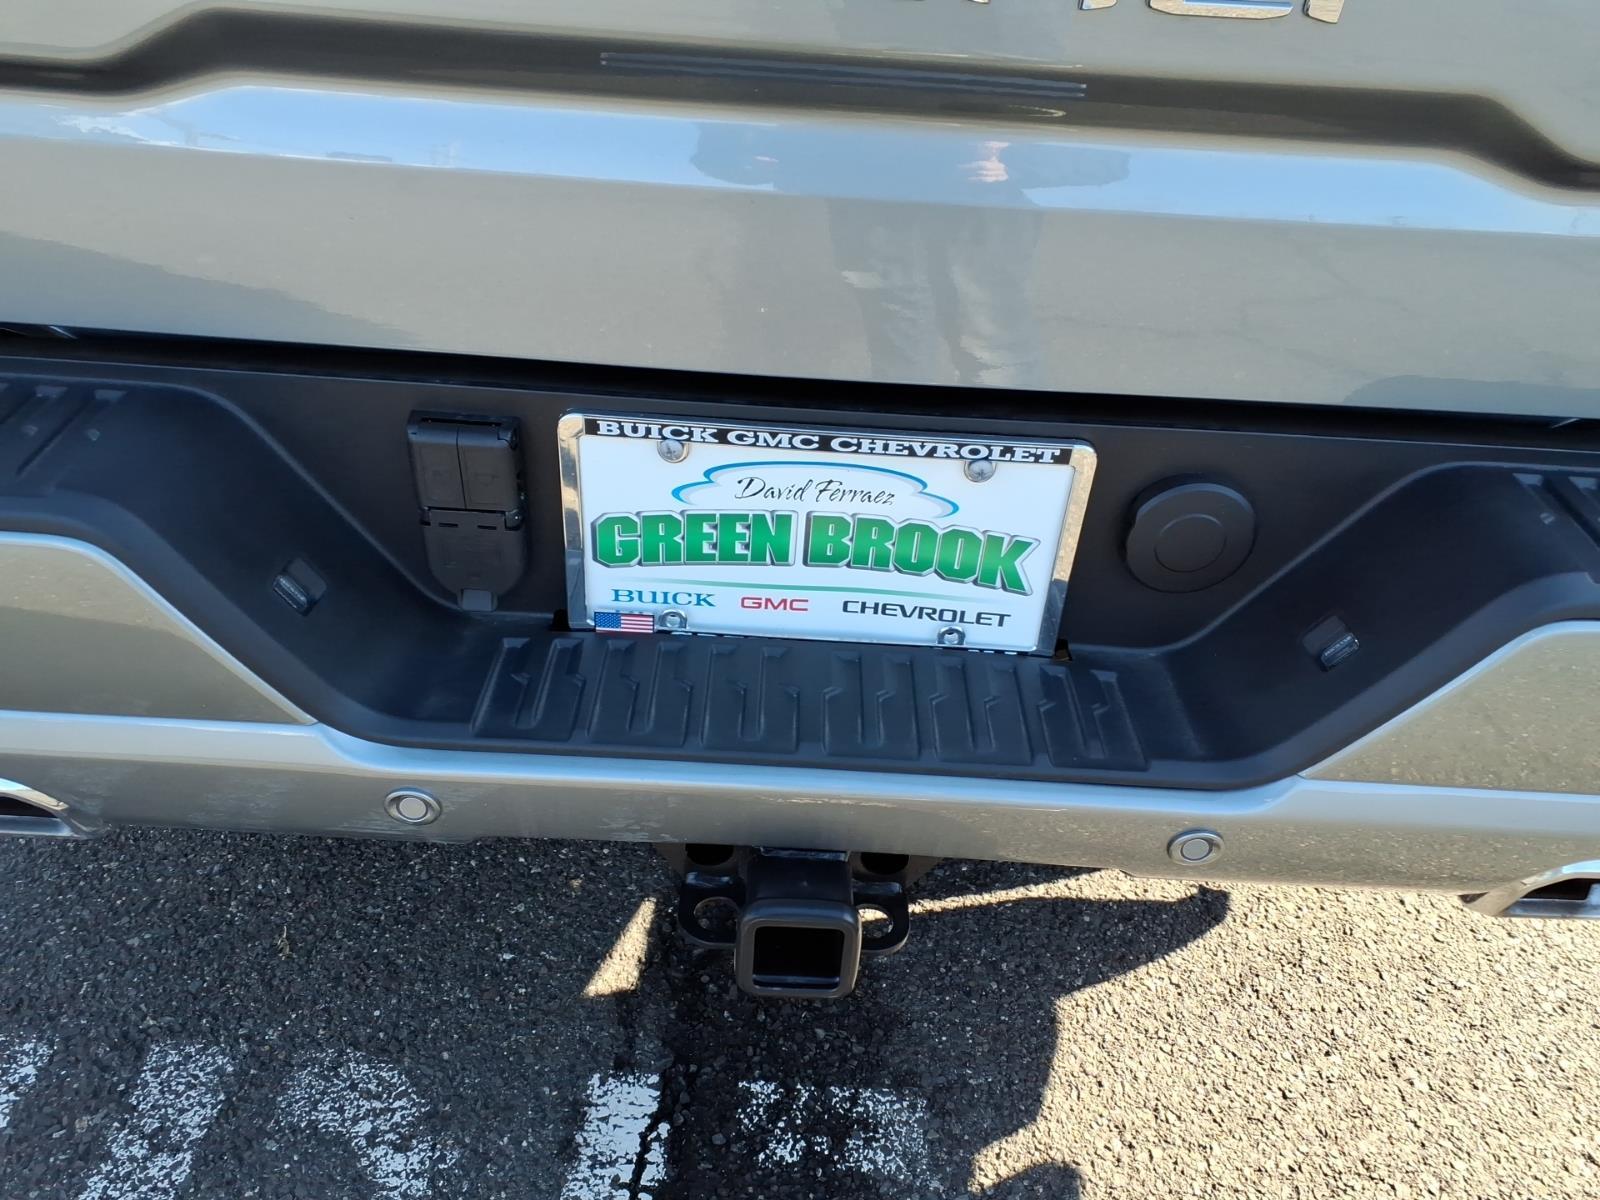 BUICK GMC CHEVROLET
David Ferraez
GREEN BROOK
BUICK GMC CHEVROLET